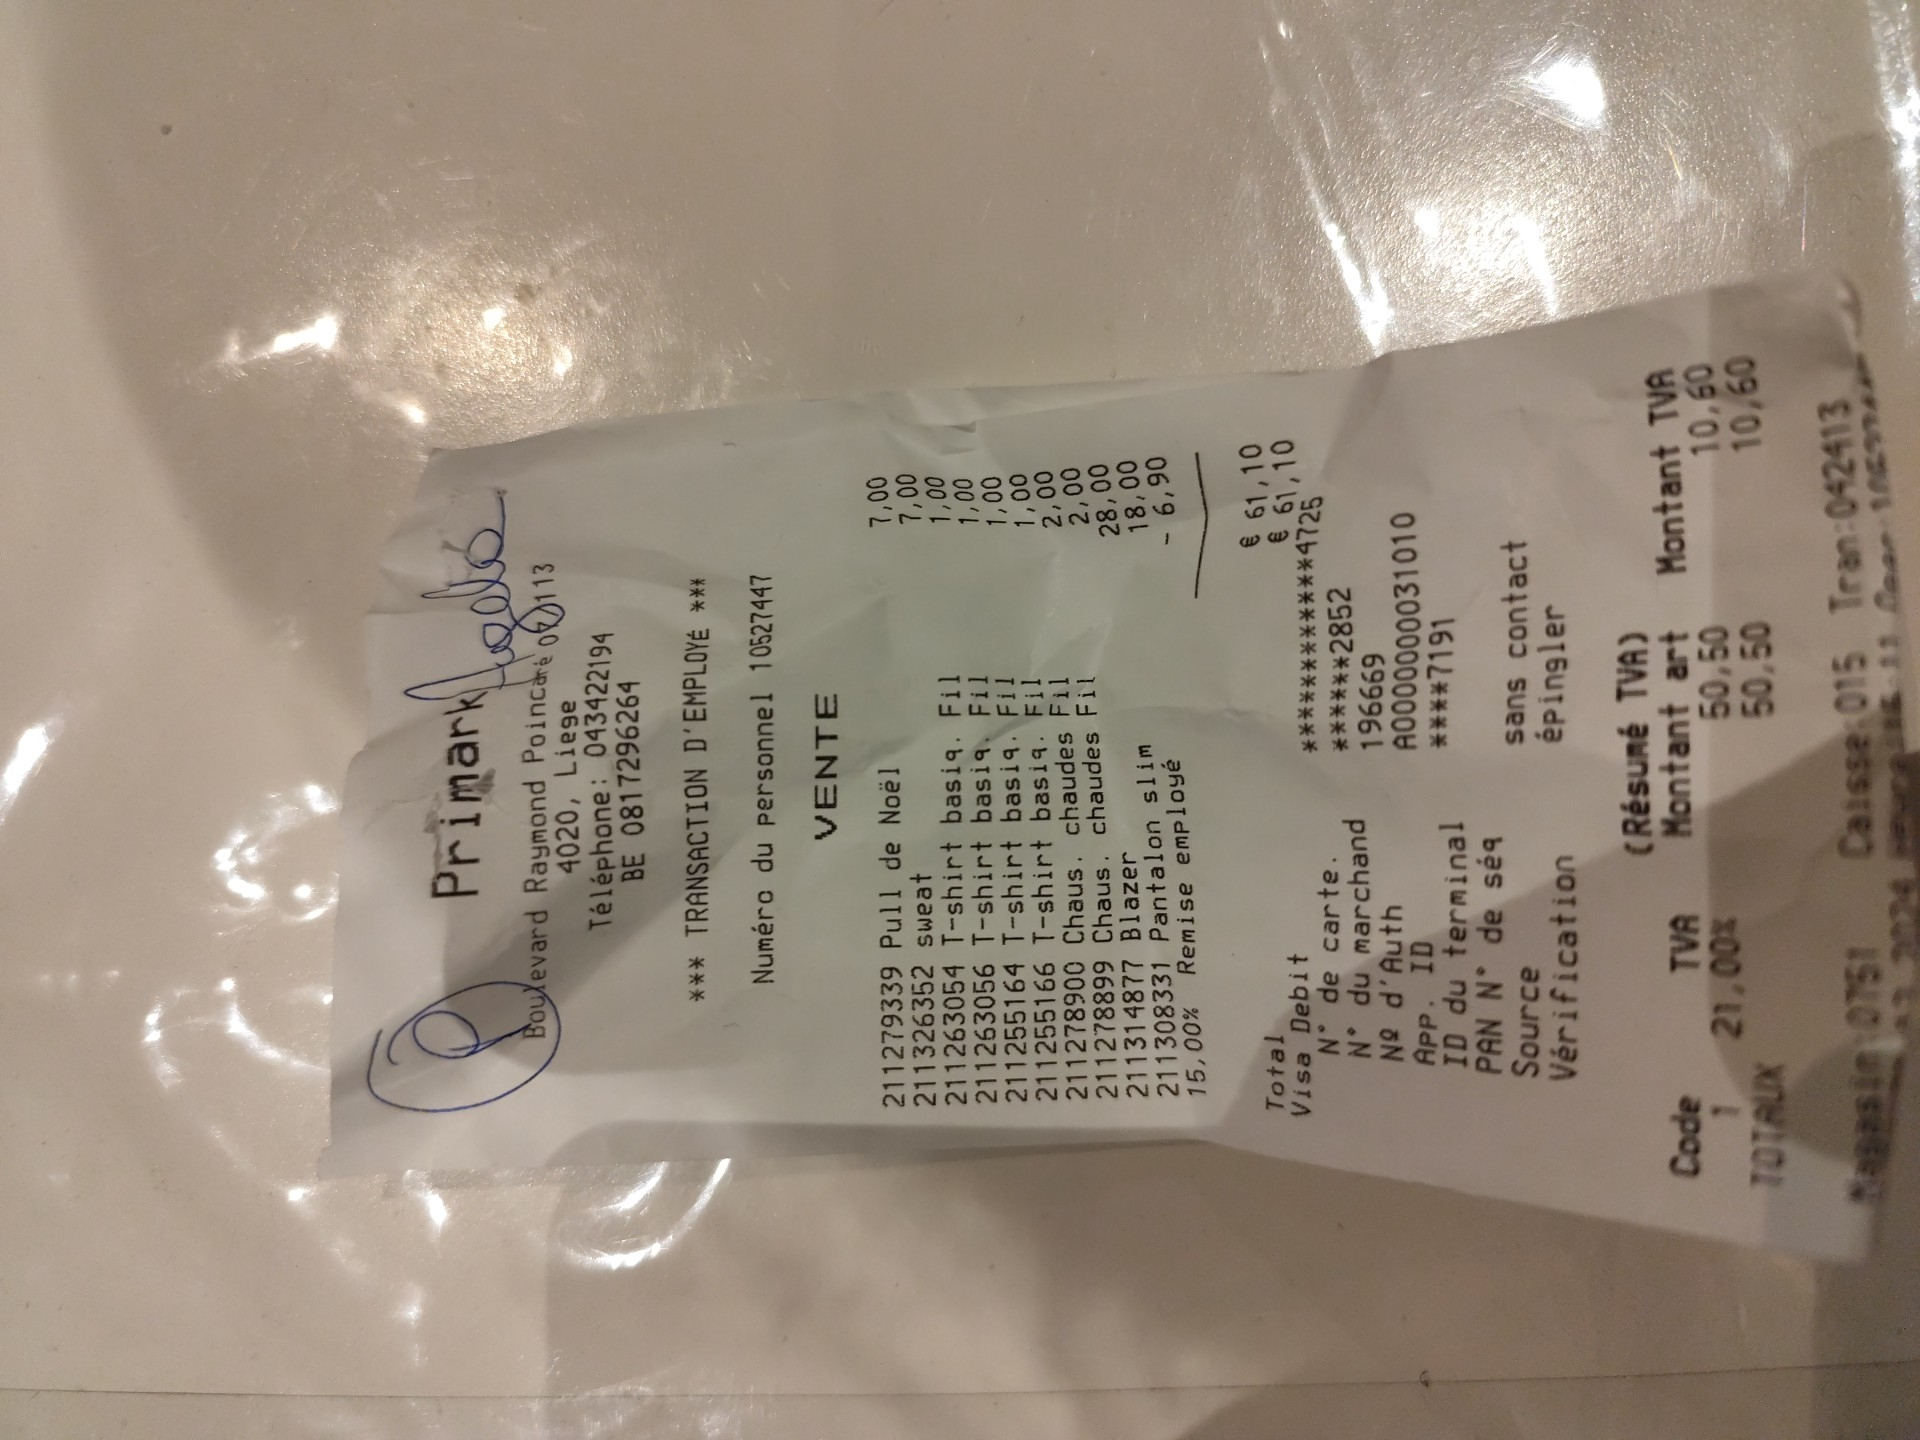 Primark
Boulevard Raymond Poincaré 07/113
4020, Liege
Téléphone: 043422194
BE 0817296264
*** TRANSACTION D'EMPLOYÉ ***
Numéro du personnel 10527447
VENTE
211279339 Pull de Noël 7,00
211326352 sweat 7,00
211263054 T-shirt basiq. Fil 1,00
211263056 T-shirt basiq. Fil 1,00
211255164 T-shirt basiq. Fil 1,00
211255166 T-shirt basiq. Fil 1,00
211278900 Chaus. chaudes Fil 2,00
211278899 Chaus. chaudes Fil 2,00
211314877 Blazer 28,00
211308331 Pantalon slim 18,00
15,00% Remise employé - 6,90
Total € 61,10
Visa Debit € 61,10
N° de carte. ************4725
N° du marchand *****2852
Nº d'Auth 196669
APP. ID A0000000031010
ID du terminal ****7191
PAN N° de séq
Source sans contact
Vérification épingler
(Résumé TVA)
Code TVA Montant art Montant TVA
1 21,00% 50,50 10,60
TOTAUX 50,50 10,60
Magasin:0751 Caisse:015 Tran:042413